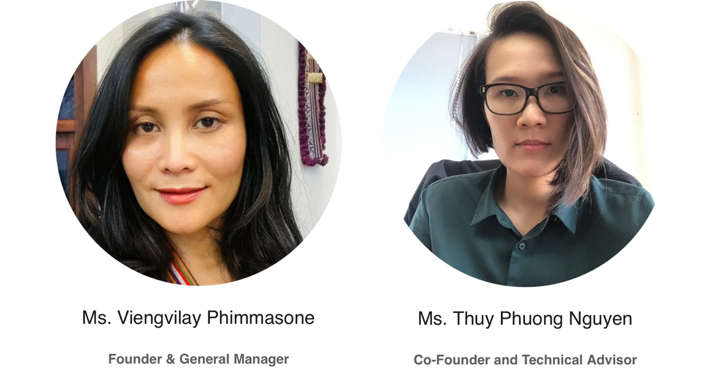 Ms. Viengvilay Phimmasone
Ms. Thuy Phuong Nguyen
Founder & General Manager
Co-Founder and Technical Advisor